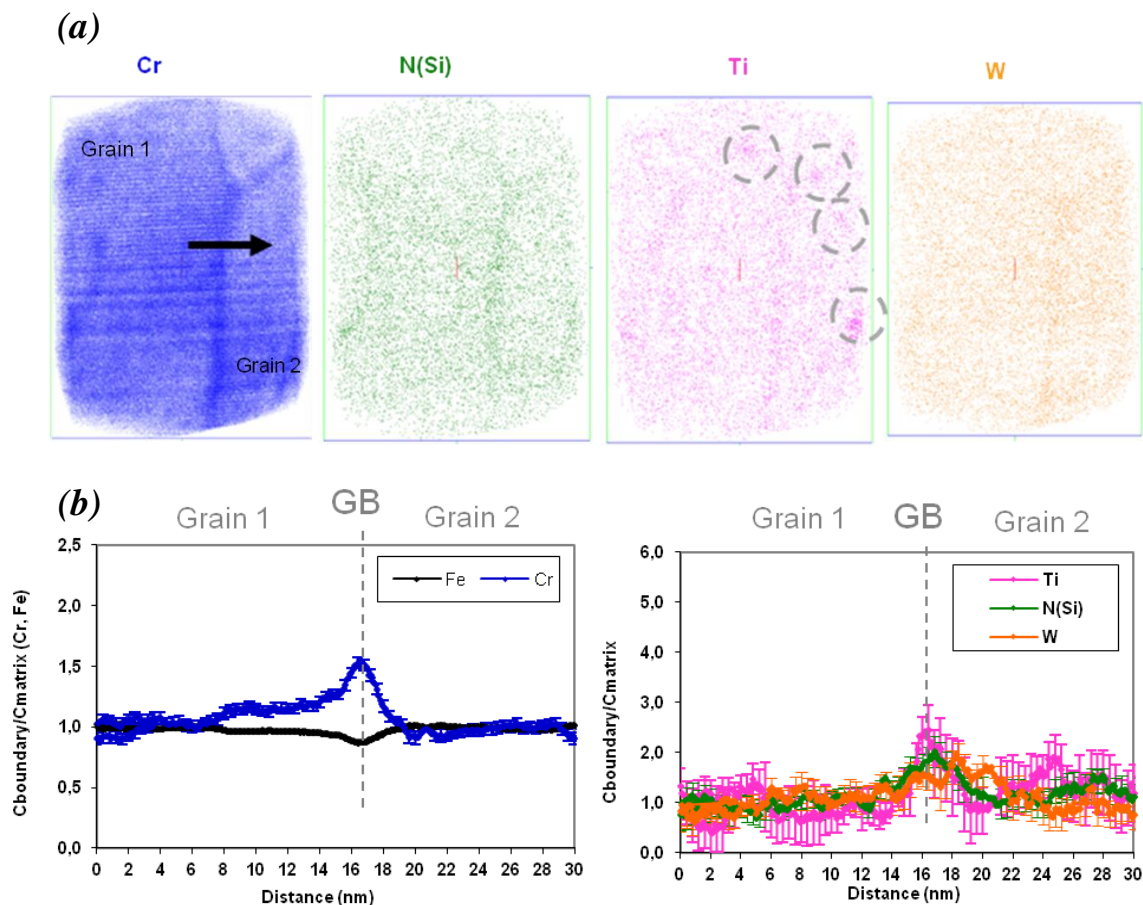 (a)
Cr N(Si) Ti W
Grain 1
Grain 2
(b)
Grain 1 GB Grain 2
Cboundary/Cmatrix (Cr, Fe)
2,5
2,0
1,5
1,0
0,5
0,0
Fe Cr
0 2 4 6 8 10 12 14 16 18 20 22 24 26 28 30
Distance (nm)
Grain 1 GB Grain 2
Cboundary/Cmatrix
6,0
5,0
4,0
3,0
2,0
1,0
0,0
Ti
N(Si)
W
0 2 4 6 8 10 12 14 16 18 20 22 24 26 28 30
Distance (nm)